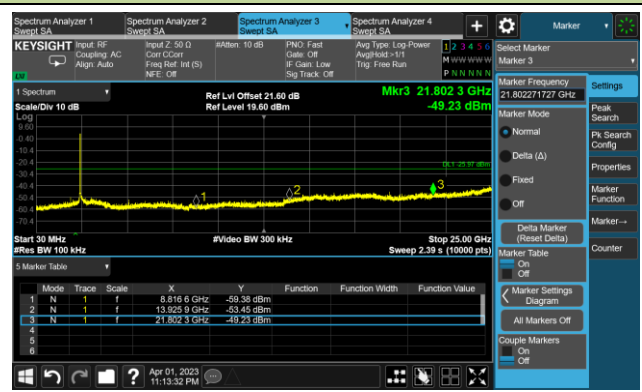 Spectrum Analyzer 1
Swept SA
Spectrum Analyzer 2
Swept SA
Spectrum Analyzer 3
Swept SA
Spectrum Analyzer 4
Swept SA
Marker
KEYSIGHT
Input: RF
Coupling: AC
Align: Auto
Input Z: 50 Ω
Corr CCorr
Freq Ref: Int (S)
NFE: Off
#Atten: 10 dB
PNO: Fast
Gate: Off
IF Gain: Low
Sig Track: Off
Avg Type: Log-Power
Avg|Hold:>1/1
Trig: Free Run
1 2 3 4 5 6
M W W W W W
P N N N N N
LW
1 Spectrum
Scale/Div 10 dB
Ref Lvl Offset 21.60 dB
Ref Level 19.60 dBm
Mkr3 21.802 3 GHz
-49.23 dBm
Log
9.60
-0.40
-10.4
-20.4
-30.4
-40.4
-50.4
-60.4
-70.4
DL1 -25.97 dBm
1
2
3
Start 30 MHz
#Res BW 100 kHz
#Video BW 300 kHz
Stop 25.00 GHz
Sweep 2.39 s (10000 pts)
5 Marker Table
Mode Trace Scale X Y Function Function Width Function Value
1 N 1 f 8.816 6 GHz -59.38 dBm
2 N 1 f 13.925 9 GHz -53.45 dBm
3 N 1 f 21.802 3 GHz -49.23 dBm
4
5
6
Select Marker
Marker 3
Marker Frequency
21.802271727 GHz
Marker Mode
Normal
Delta (Δ)
Fixed
Off
Delta Marker
(Reset Delta)
Marker Table
On
Off
Marker Settings
Diagram
All Markers Off
Couple Markers
On
Off
Settings
Peak
Search
Pk Search
Config
Properties
Marker
Function
Marker→
Counter
Apr 01, 2023
11:13:32 PM